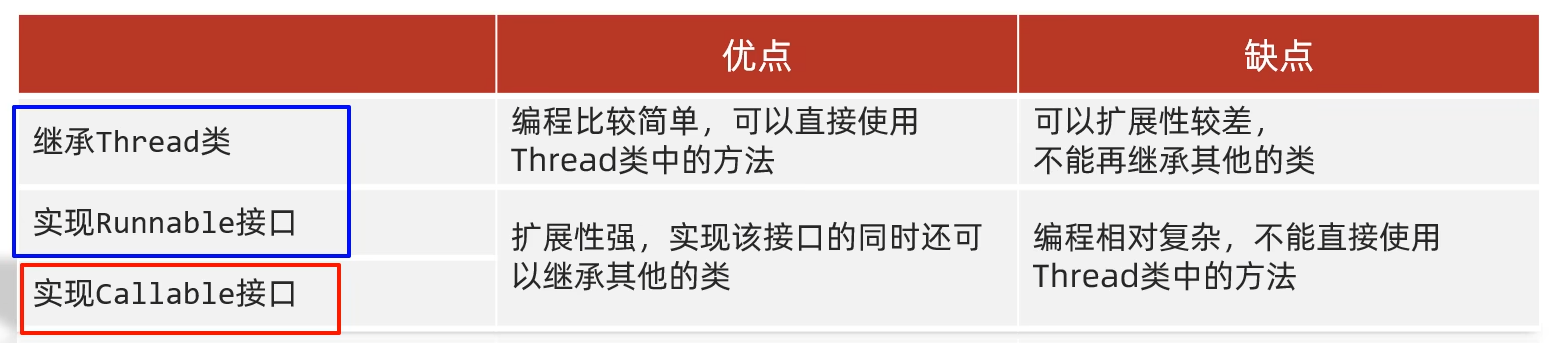 优点
缺点
继承Thread类
编程比较简单，可以直接使用
Thread类中的方法
可以扩展性较差，
不能再继承其他的类
实现Runnable接口
扩展性强，实现该接口的同时还可
以继承其他的类
编程相对复杂，不能直接使用
Thread类中的方法
实现Callable接口